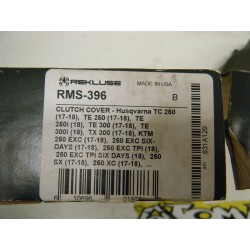 REKLUSE
MADE IN USA
RMS-396
B
CLUTCH COVER - Husqvarna TC 250
(17-18), TE 250 (17-18), TE
250i (18), TE 300 (17-18), TE
300i (18), TX 300 (17-18), KTM
250 EXC (17-18), 250 EXC SIX-
DAYS (17-18), 250 EXC TPI (18),
250 EXC TPI SIX DAYS (18), 250
SX (17-18), 250 XC (17-18),